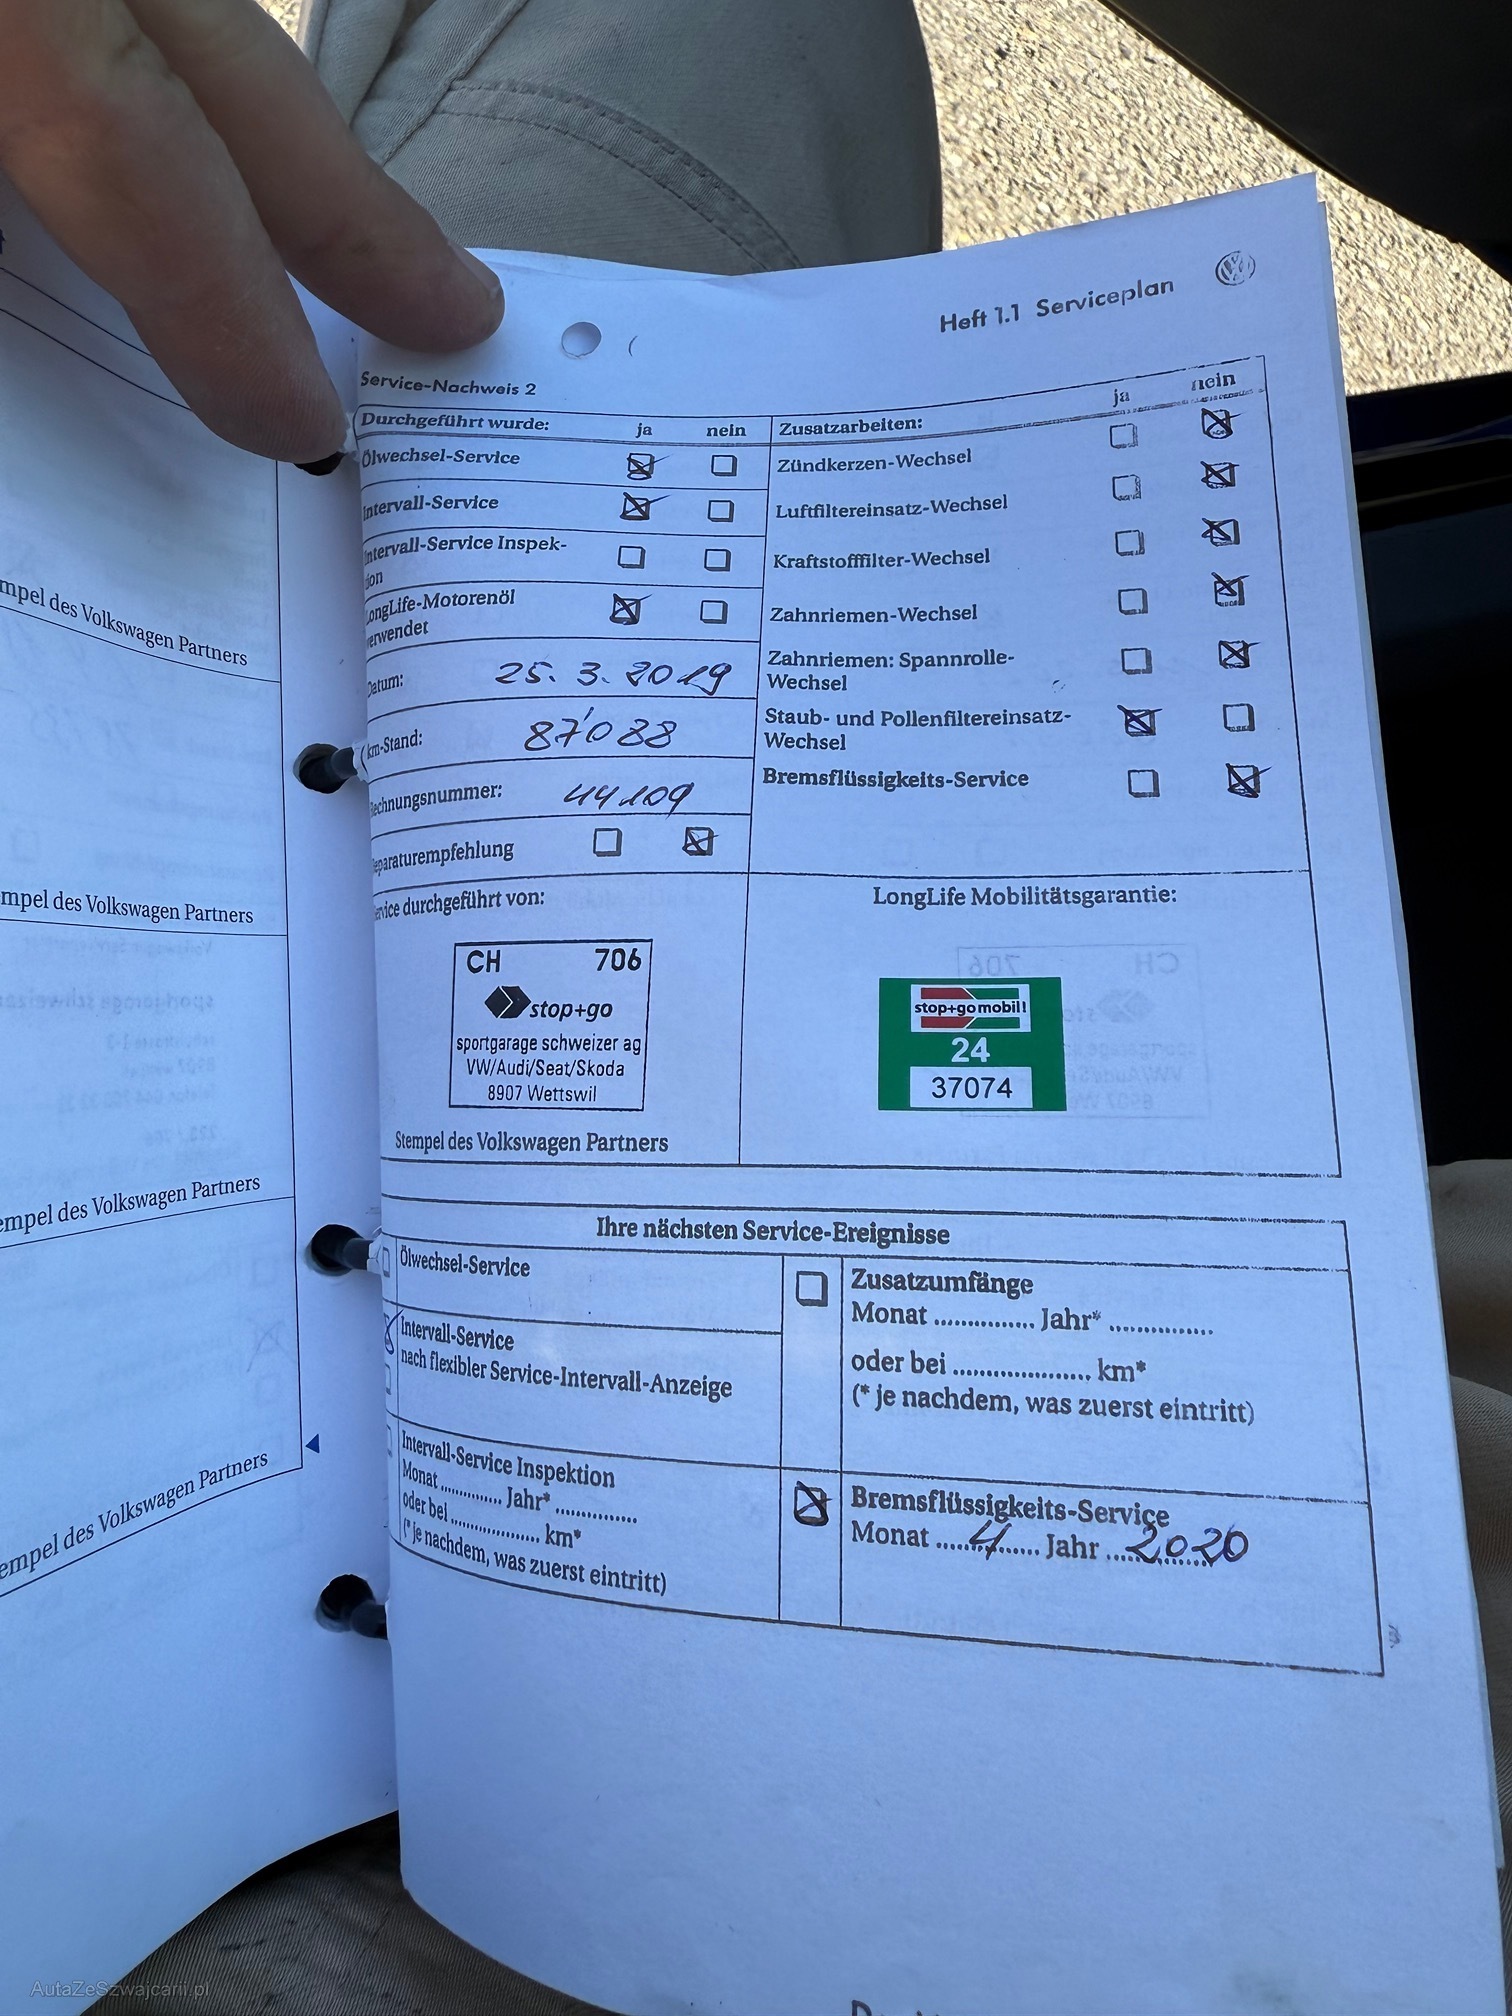 Heft 1.1 Serviceplan
Service-Nachweis 2
Durchgeführt wurde: ja nein
Ölwechsel-Service
Intervall-Service
Intervall-Service Inspek-
tion
LongLife-Motorenöl
verwendet
Datum: 25. 3. 2019
km-Stand: 87'088
Rechnungsnummer: 44109
Reparaturempfehlung
Service durchgeführt von:
CH 706
stop+go
sportgarage schweizer ag
VW/Audi/Seat/Skoda
8907 Wettswil
Stempel des Volkswagen Partners
Zusatzarbeiten: ja nein
Zündkerzen-Wechsel
Luftfiltereinsatz-Wechsel
Kraftstofffilter-Wechsel
Zahnriemen-Wechsel
Zahnriemen: Spannrolle-
Wechsel
Staub- und Pollenfiltereinsatz-
Wechsel
Bremsflüssigkeits-Service
LongLife Mobilitätsgarantie:
stop+gomobil!
24
37074
Ihre nächsten Service-Ereignisse
Ölwechsel-Service
Intervall-Service
nach flexibler Service-Intervall-Anzeige
Intervall-Service Inspektion
Monat ............. Jahr* ................
oder bei .................. km*
(* je nachdem, was zuerst eintritt)
Zusatzumfänge
Monat ............... Jahr* ...............
oder bei .................... km*
(* je nachdem, was zuerst eintritt)
Bremsflüssigkeits-Service
Monat ....4.... Jahr ....2020
mpel des Volkswagen Partners
mpel des Volkswagen Partners
empel des Volkswagen Partners
empel des Volkswagen Partners
AutaZeSzwajcarii.pl